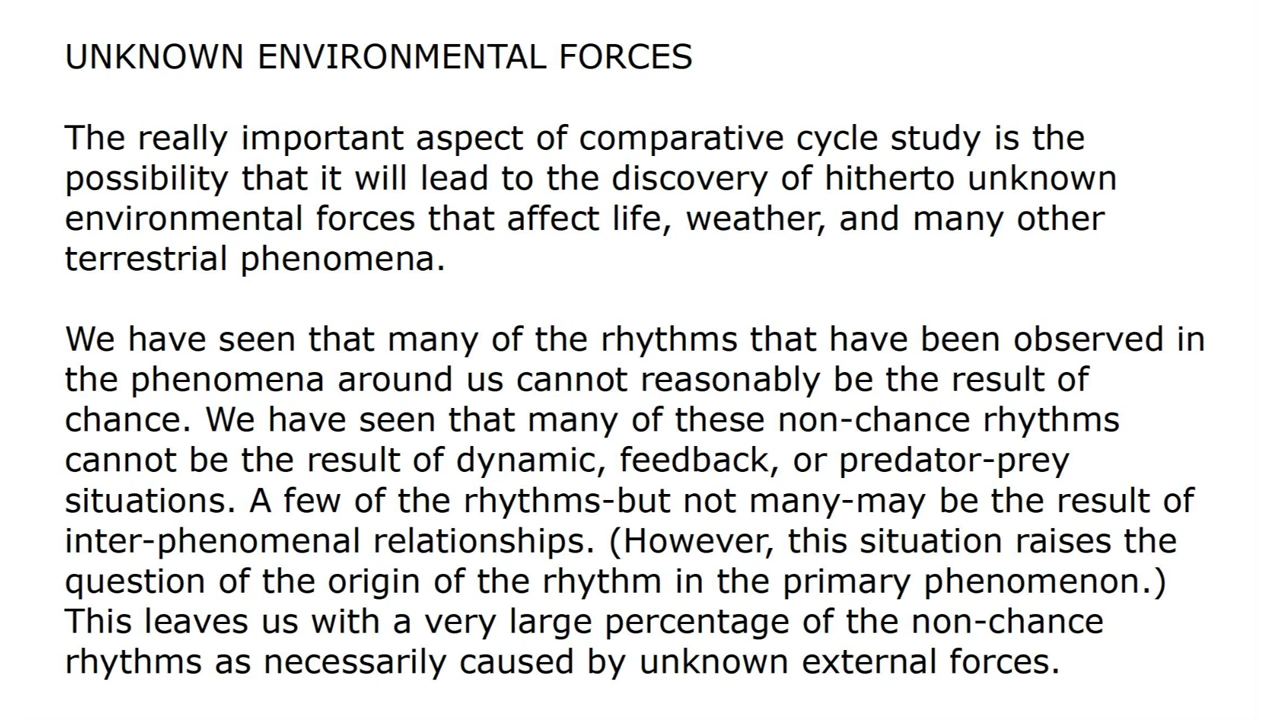 UNKNOWN ENVIRONMENTAL FORCES
The really important aspect of comparative cycle study is the
possibility that it will lead to the discovery of hitherto unknown
environmental forces that affect life, weather, and many other
terrestrial phenomena.
We have seen that many of the rhythms that have been observed in
the phenomena around us cannot reasonably be the result of
chance. We have seen that many of these non-chance rhythms
cannot be the result of dynamic, feedback, or predator-prey
situations. A few of the rhythms-but not many-may be the result of
inter-phenomenal relationships. (However, this situation raises the
question of the origin of the rhythm in the primary phenomenon.)
This leaves us with a very large percentage of the non-chance
rhythms as necessarily caused by unknown external forces.